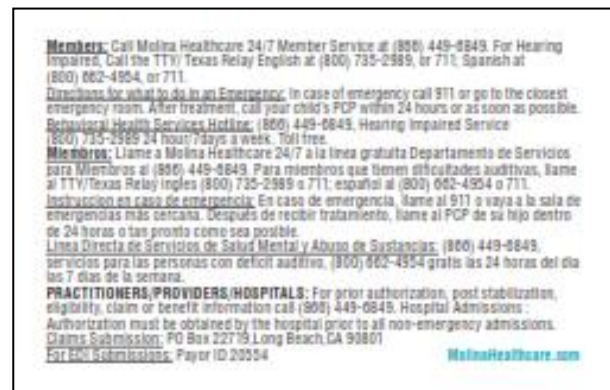 Members: Call Molina Healthcare 24/7 Member Service at (866) 449-6849. For Hearing
Impaired, Call the TTY/ Texas Relay English at (800) 735-2989, or 711; Spanish at
(800) 662-4954, or 711.
Directions for what to do in an Emergency: In case of emergency call 911 or go to the closest
emergency room. After treatment, call your child's PCP within 24 hours or as soon as possible.
Behavioral Health Services Hotline: (866) 449-6849, Hearing Impaired Service
(800) 735-2989 24 hour/7days a week. Toll free.
Miembros: Llame a Molina Healthcare 24/7 a la linea gratuita Departamento de Servicios
para Miembros al (866) 449-6849. Para miembros que tienen dificultades auditivas, llame
al TTY/Texas Relay ingles (800) 735-2989 o 711; español al (800) 662-4954 o 711.
Instruccion en caso de emergencia: En caso de emergencia, llame al 911 o vaya a la sala de
emergencias más cercana. Después de recibir tratamiento, llame al PCP de su hijo dentro
de 24 horas o tan pronto como sea posible.
Linea Directa de Servicios de Salud Mental y Abuso de Sustancias: (866) 449-6849,
servicios para las personas con deficit auditivo, (800) 662-4954 gratis las 24 horas del dia
las 7 dias de la semana.
PRACTITIONERS/PROVIDERS/HOSPITALS: For prior authorization, post stabilization,
eligibility, claim or benefit information call (866) 449-6849. Hospital Admissions :
Authorization must be obtained by the hospital prior to all non-emergency admissions.
Claims Submission: PO Box 22719,Long Beach,CA 90801
For EDI Submissions: Payor ID 20554
MolinaHealthcare.com